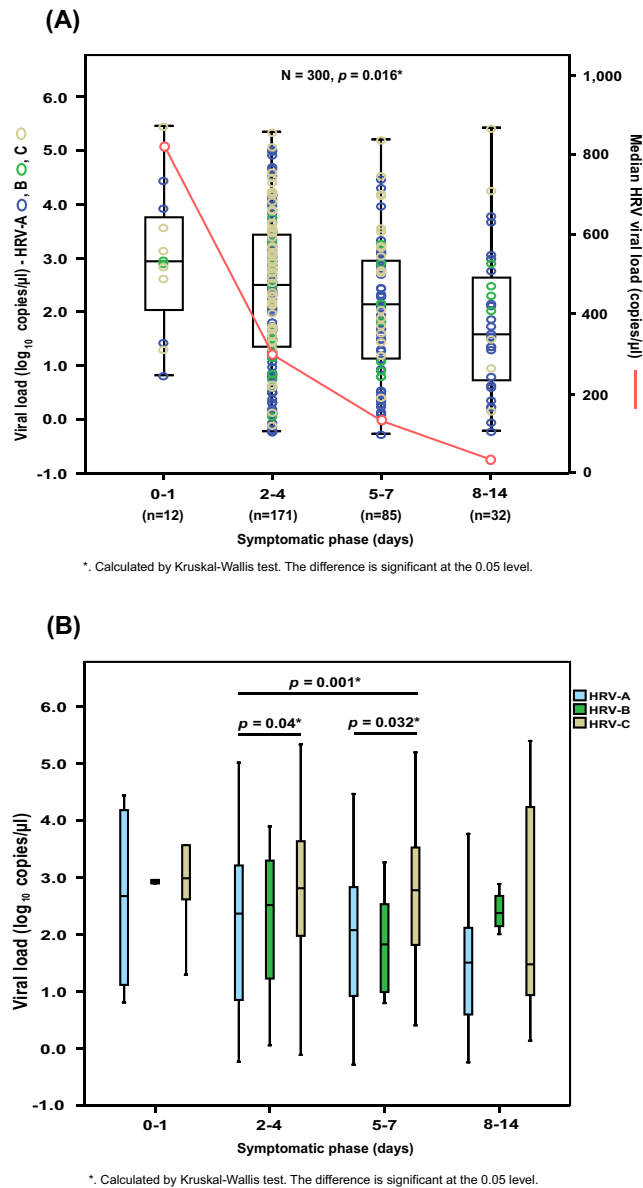 (A)
N = 300, p = 0.016*
Viral load (log₁₀ copies/µl) - HRV-A O, B O, C O
6.0
5.0
4.0
3.0
2.0
1.0
0.0
-1.0
1,000
800
600
400
200
0
Median HRV viral load (copies/µl)
0-1
2-4
5-7
8-14
(n=12)
(n=171)
(n=85)
(n=32)
Symptomatic phase (days)
*. Calculated by Kruskal-Wallis test. The difference is significant at the 0.05 level.
(B)
p = 0.001*
p = 0.04*
p = 0.032*
HRV-A
HRV-B
HRV-C
Viral load (log₁₀ copies/µl)
6.0
5.0
4.0
3.0
2.0
1.0
0.0
-1.0
0-1
2-4
5-7
8-14
Symptomatic phase (days)
*. Calculated by Kruskal-Wallis test. The difference is significant at the 0.05 level.